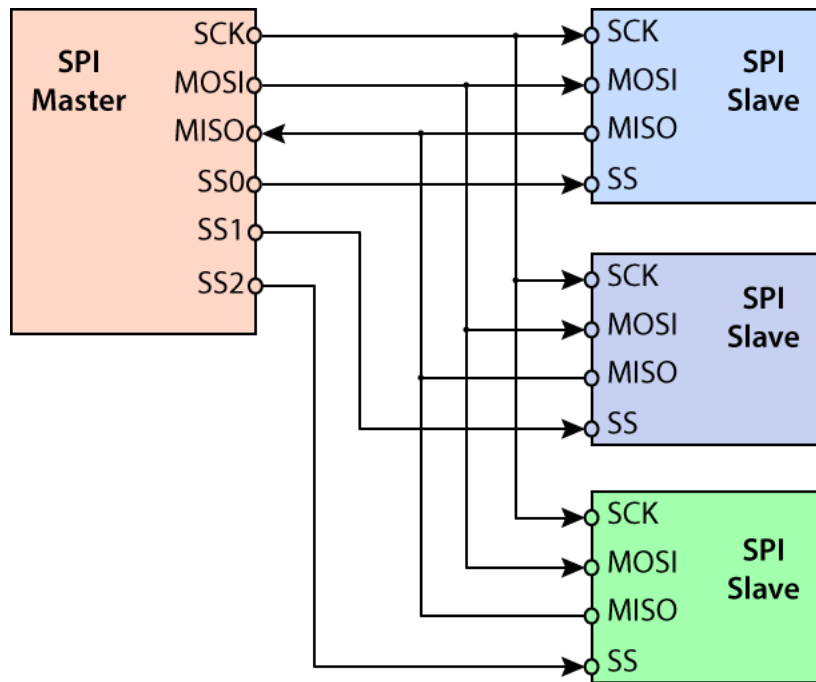 SPI
Master
SCK
MOSI
MISO
SS0
SS1
SS2
SCK
MOSI
MISO
SS
SPI
Slave
SCK
MOSI
MISO
SS
SPI
Slave
SCK
MOSI
MISO
SS
SPI
Slave